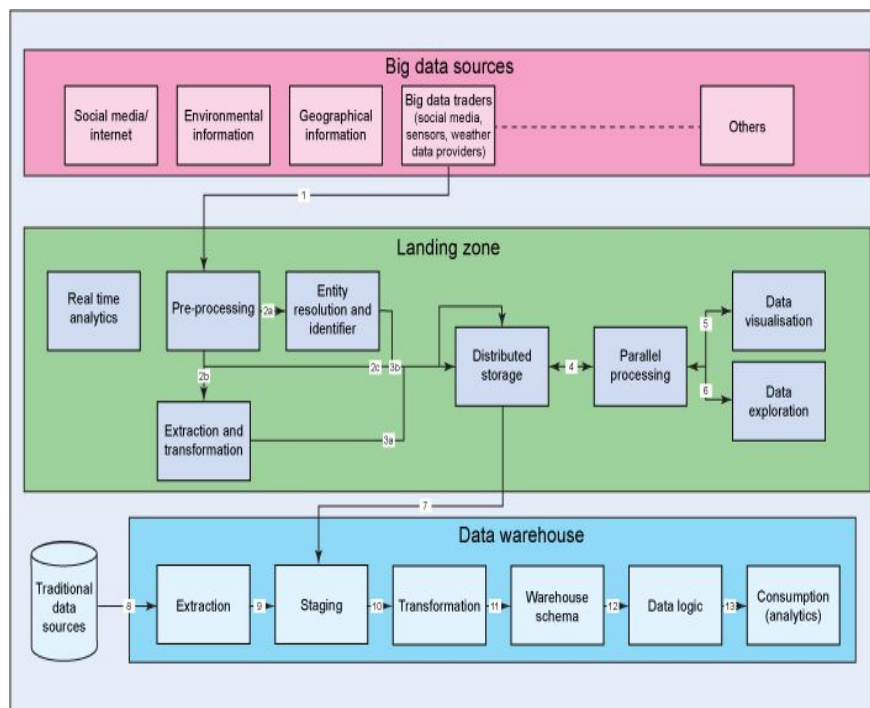 Big data sources
Social media/
internet
Environmental
information
Geographical
information
Big data traders
(social media,
sensors, weather
data providers)
Others
1
Landing zone
Real time
analytics
Pre-processing
2a
Entity
resolution and
identifier
2b
2c
3b
Extraction and
transformation
3a
Distributed
storage
4
Parallel
processing
5
Data
visualisation
6
Data
exploration
7
Data warehouse
Traditional
data
sources
8
Extraction
9
Staging
10
Transformation
11
Warehouse
schema
12
Data logic
13
Consumption
(analytics)